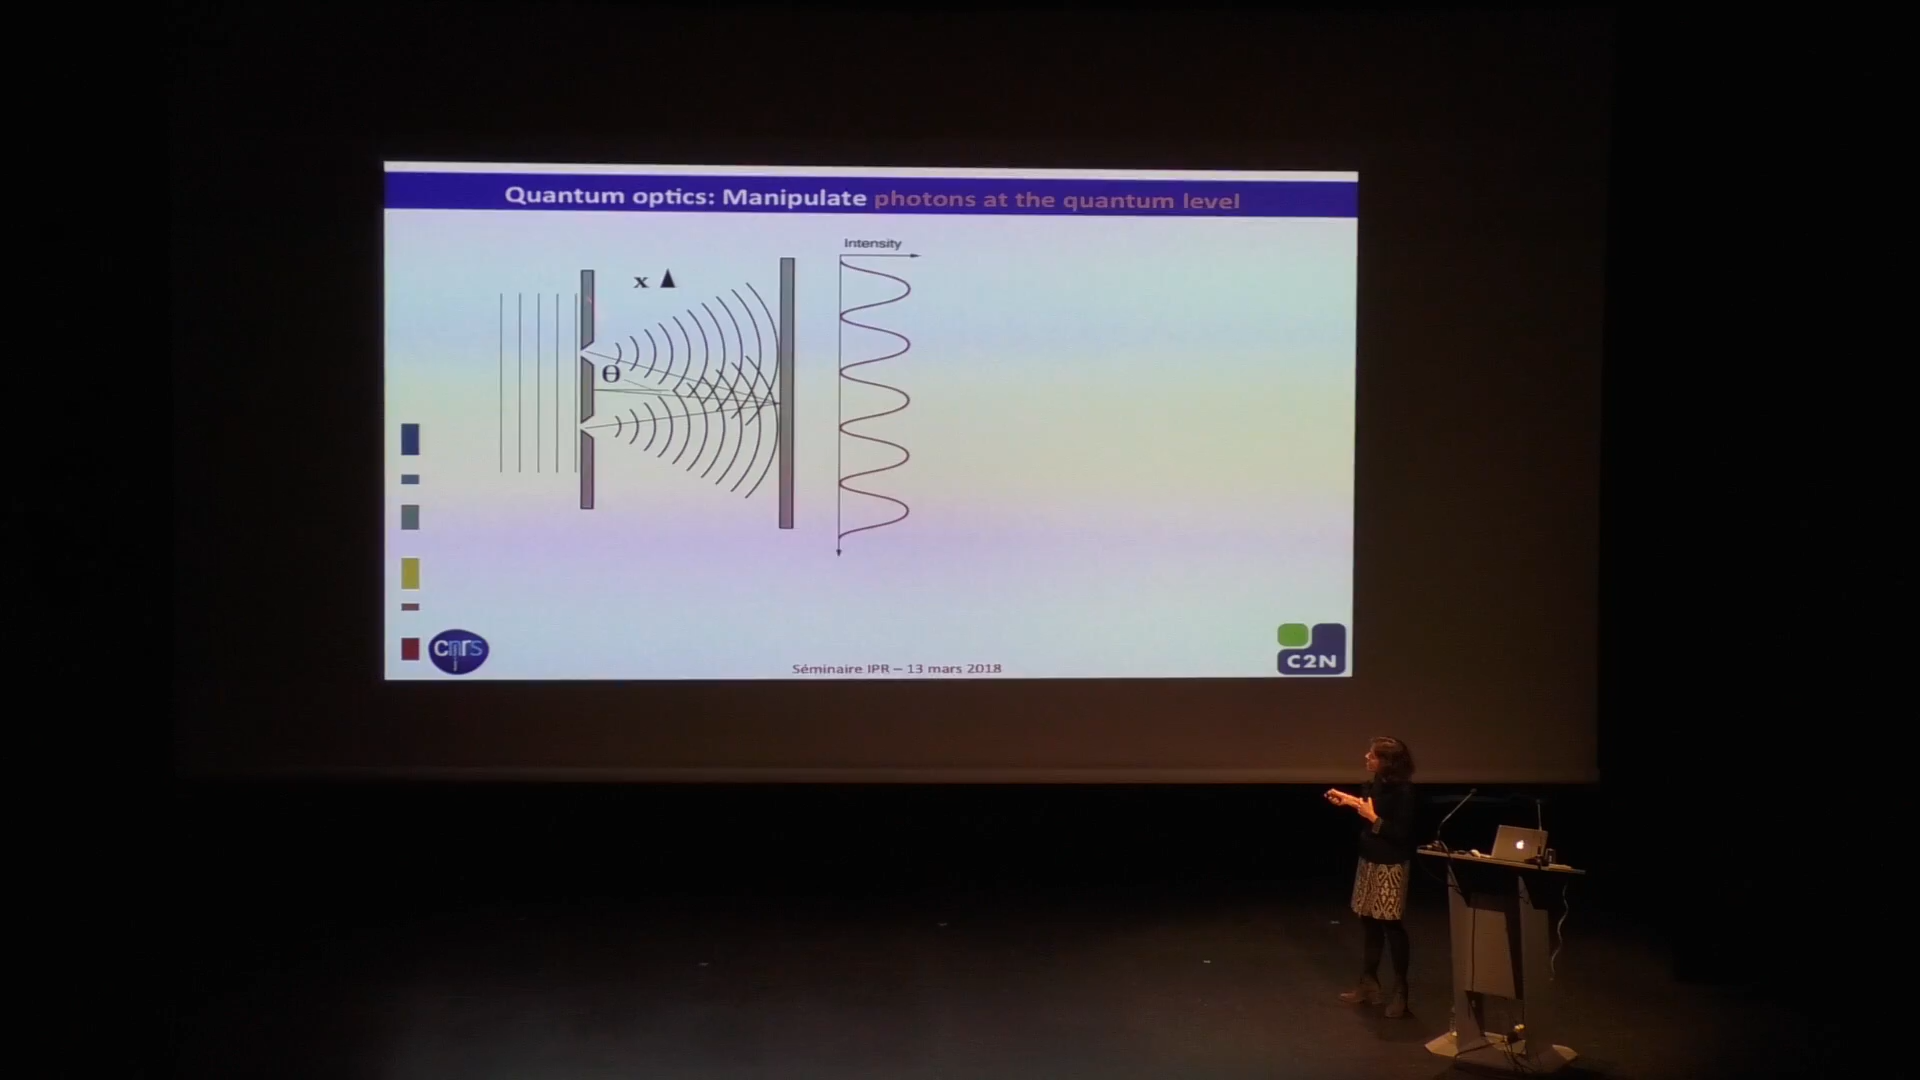 Quantum optics: Manipulate photons at the quantum level
Intensity
x
Θ
cnrs
Séminaire IPR – 13 mars 2018
C2N